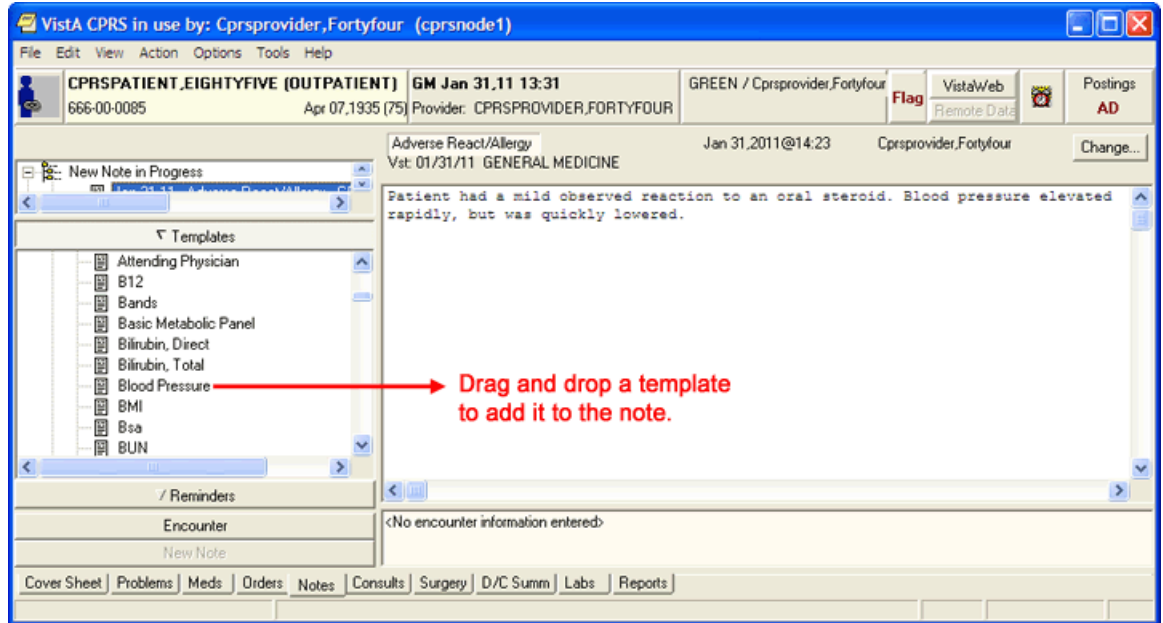 VistA CPRS in use by: Cprsprovider,Fortyfour (cprsnode1)
File Edit View Action Options Tools Help
CPRSPATIENT,EIGHTYFIVE (OUTPATIENT)
666-00-0085 Apr 07,1935 (75)
GM Jan 31,11 13:31
Provider: CPRSPROVIDER,FORTYFOUR
GREEN / Cprsprovider,Fortyfour
Flag
VistaWeb
Remote Data
Postings
AD
Adverse React/Allergy Jan 31,2011@14:23 Cprsprovider,Fortyfour
Change...
Vst: 01/31/11 GENERAL MEDICINE
New Note in Progress
Jan 31,11 Adverse React/Allergy
Patient had a mild observed reaction to an oral steroid. Blood pressure elevated
rapidly, but was quickly lowered.
Templates
Attending Physician
B12
Bands
Basic Metabolic Panel
Bilirubin, Direct
Bilirubin, Total
Blood Pressure
BMI
Bsa
BUN
Drag and drop a template
to add it to the note.
/ Reminders
Encounter
New Note
<No encounter information entered>
Cover Sheet Problems Meds Orders Notes Consults Surgery D/C Summ Labs Reports